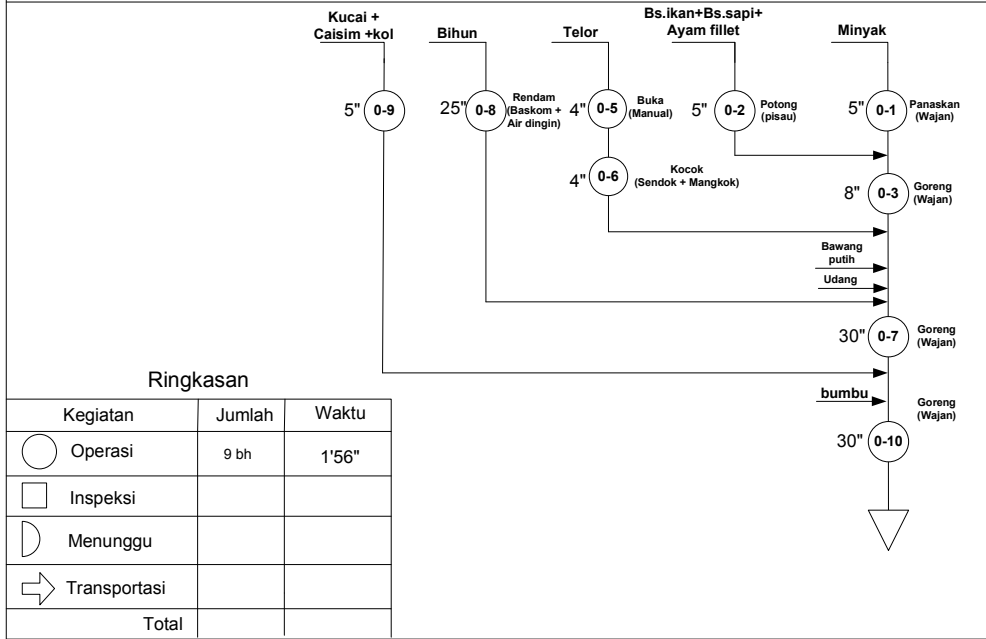 Kucai +
Caisim +kol
Bihun
Telor
Bs.ikan+Bs.sapi+
Ayam fillet
Minyak
5" 0-9
25" 0-8 Rendam
(Baskom +
Air dingin)
4" 0-5 Buka
(Manual)
5" 0-2 Potong
(pisau)
5" 0-1 Panaskan
(Wajan)
4" 0-6 Kocok
(Sendok + Mangkok)
8" 0-3 Goreng
(Wajan)
Bawang
putih
Udang
30" 0-7 Goreng
(Wajan)
bumbu
Goreng
(Wajan)
30" 0-10
Ringkasan
Kegiatan Jumlah Waktu
Operasi 9 bh 1'56"
Inspeksi
Menunggu
Transportasi
Total